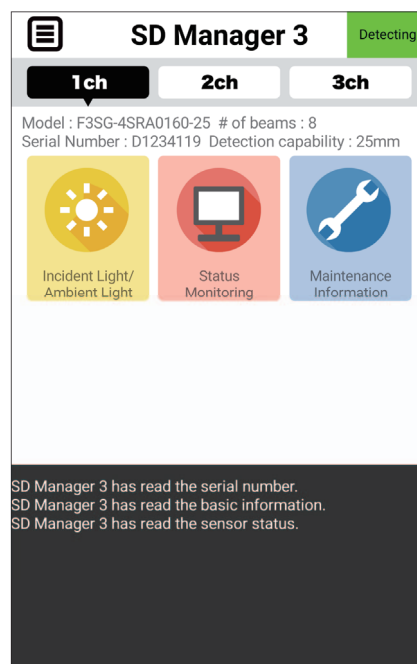 SD Manager 3
Detecting
1ch
2ch
3ch
Model : F3SG-4SRA0160-25 # of beams : 8
Serial Number : D1234119 Detection capability : 25mm
Incident Light/
Ambient Light
Status
Monitoring
Maintenance
Information
SD Manager 3 has read the serial number.
SD Manager 3 has read the basic information.
SD Manager 3 has read the sensor status.